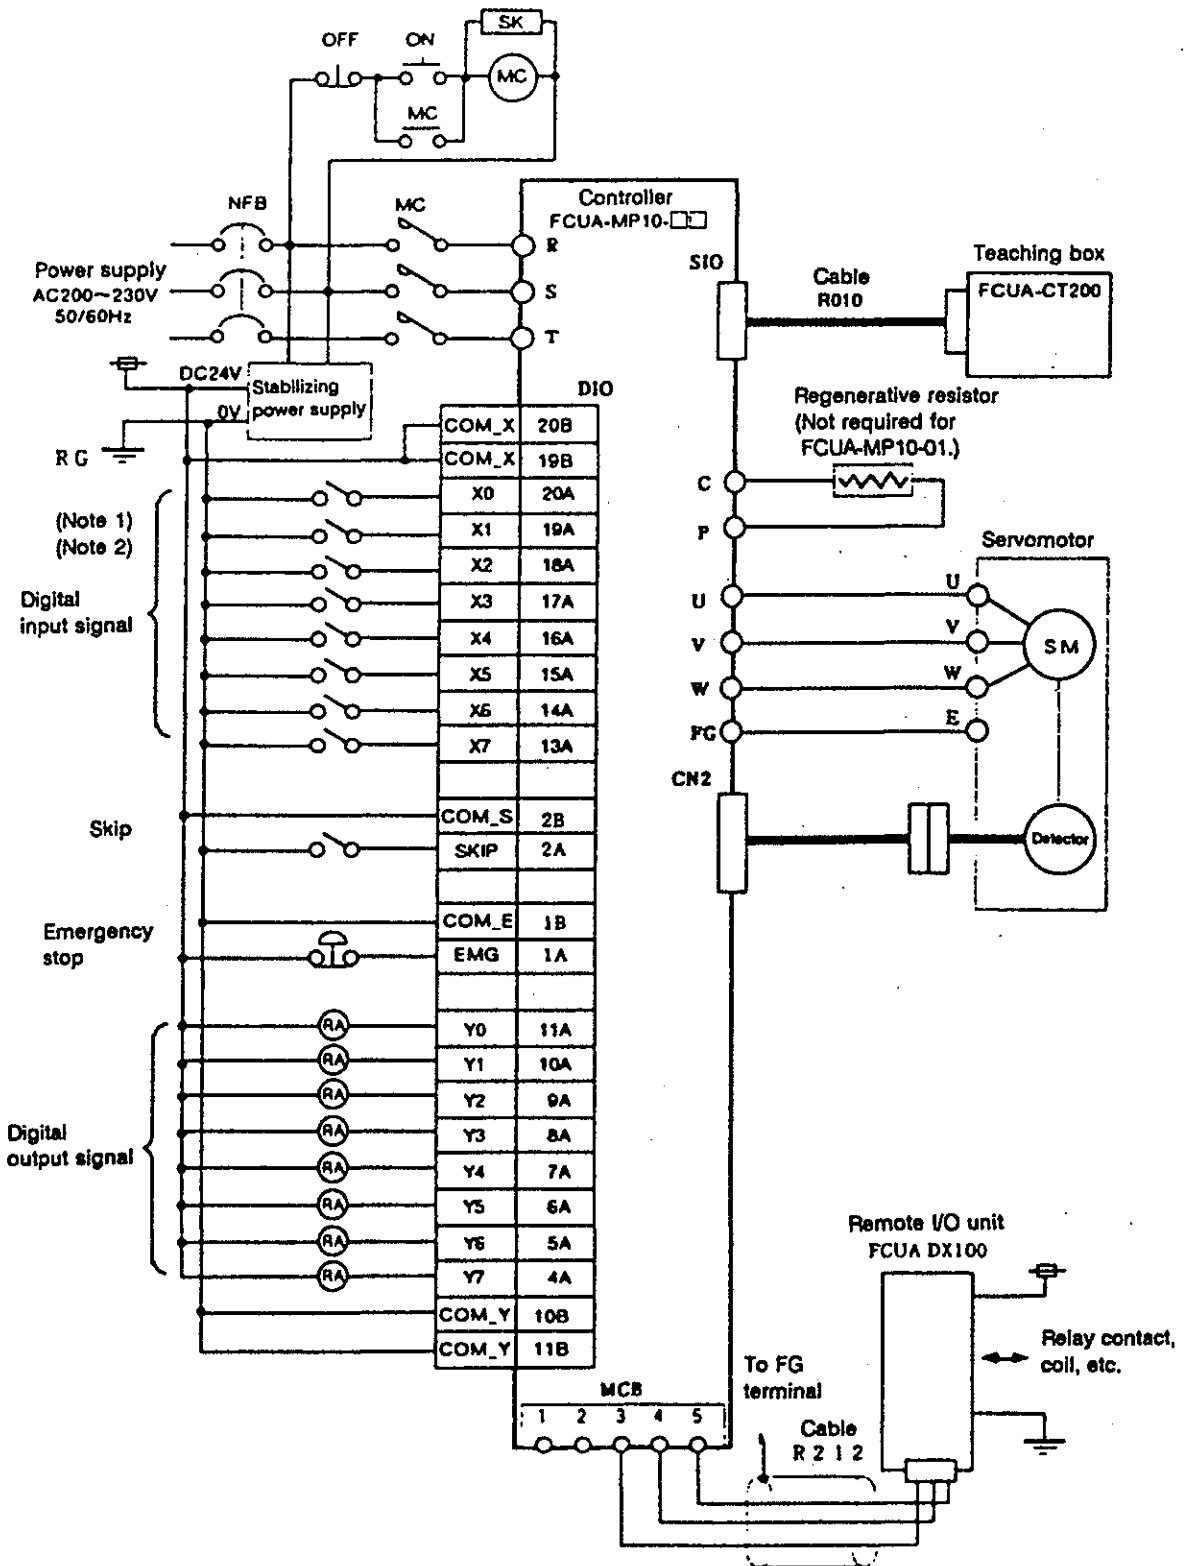 SK
OFF
ON
MC
MC
NFB
MC
Power supply
AC200~230V
50/60Hz
Controller
FCUA-MP10-□□
R
S
T
SIO
Cable
R010
Teaching box
FCUA-CT200
DC24V
0V
Stabilizing
power supply
DIO
RG
Regenerative resistor
(Not required for
FCUA-MP10-01.)
C
P
COM_X 20B
COM_X 19B
X0 20A
X1 19A
X2 18A
X3 17A
X4 16A
X5 15A
X6 14A
X7 13A
(Note 1)
(Note 2)
Digital
input signal
Servomotor
U
V
W
FG
U
V
W
E
SM
CN2
Detector
Skip
COM_S 2B
SKIP 2A
Emergency
stop
COM_E 1B
EMG 1A
Digital
output signal
RA Y0 11A
RA Y1 10A
RA Y2 9A
RA Y3 8A
RA Y4 7A
RA Y5 6A
RA Y6 5A
RA Y7 4A
COM_Y 10B
COM_Y 11B
MCB
1 2 3 4 5
To FG
terminal
Cable
R212
Remote I/O unit
FCUA DX100
Relay contact,
coil, etc.